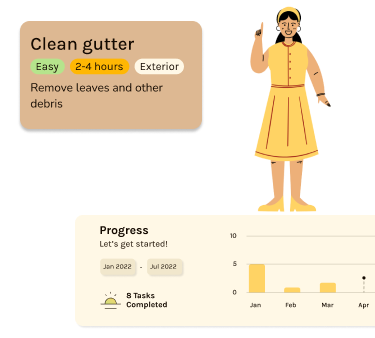 Clean gutter
Easy 2-4 hours Exterior
Remove leaves and other
debris
Progress
Let's get started!
Jan 2022 - Jul 2022
8 Tasks
Completed
10
5
0
Jan Feb Mar Apr